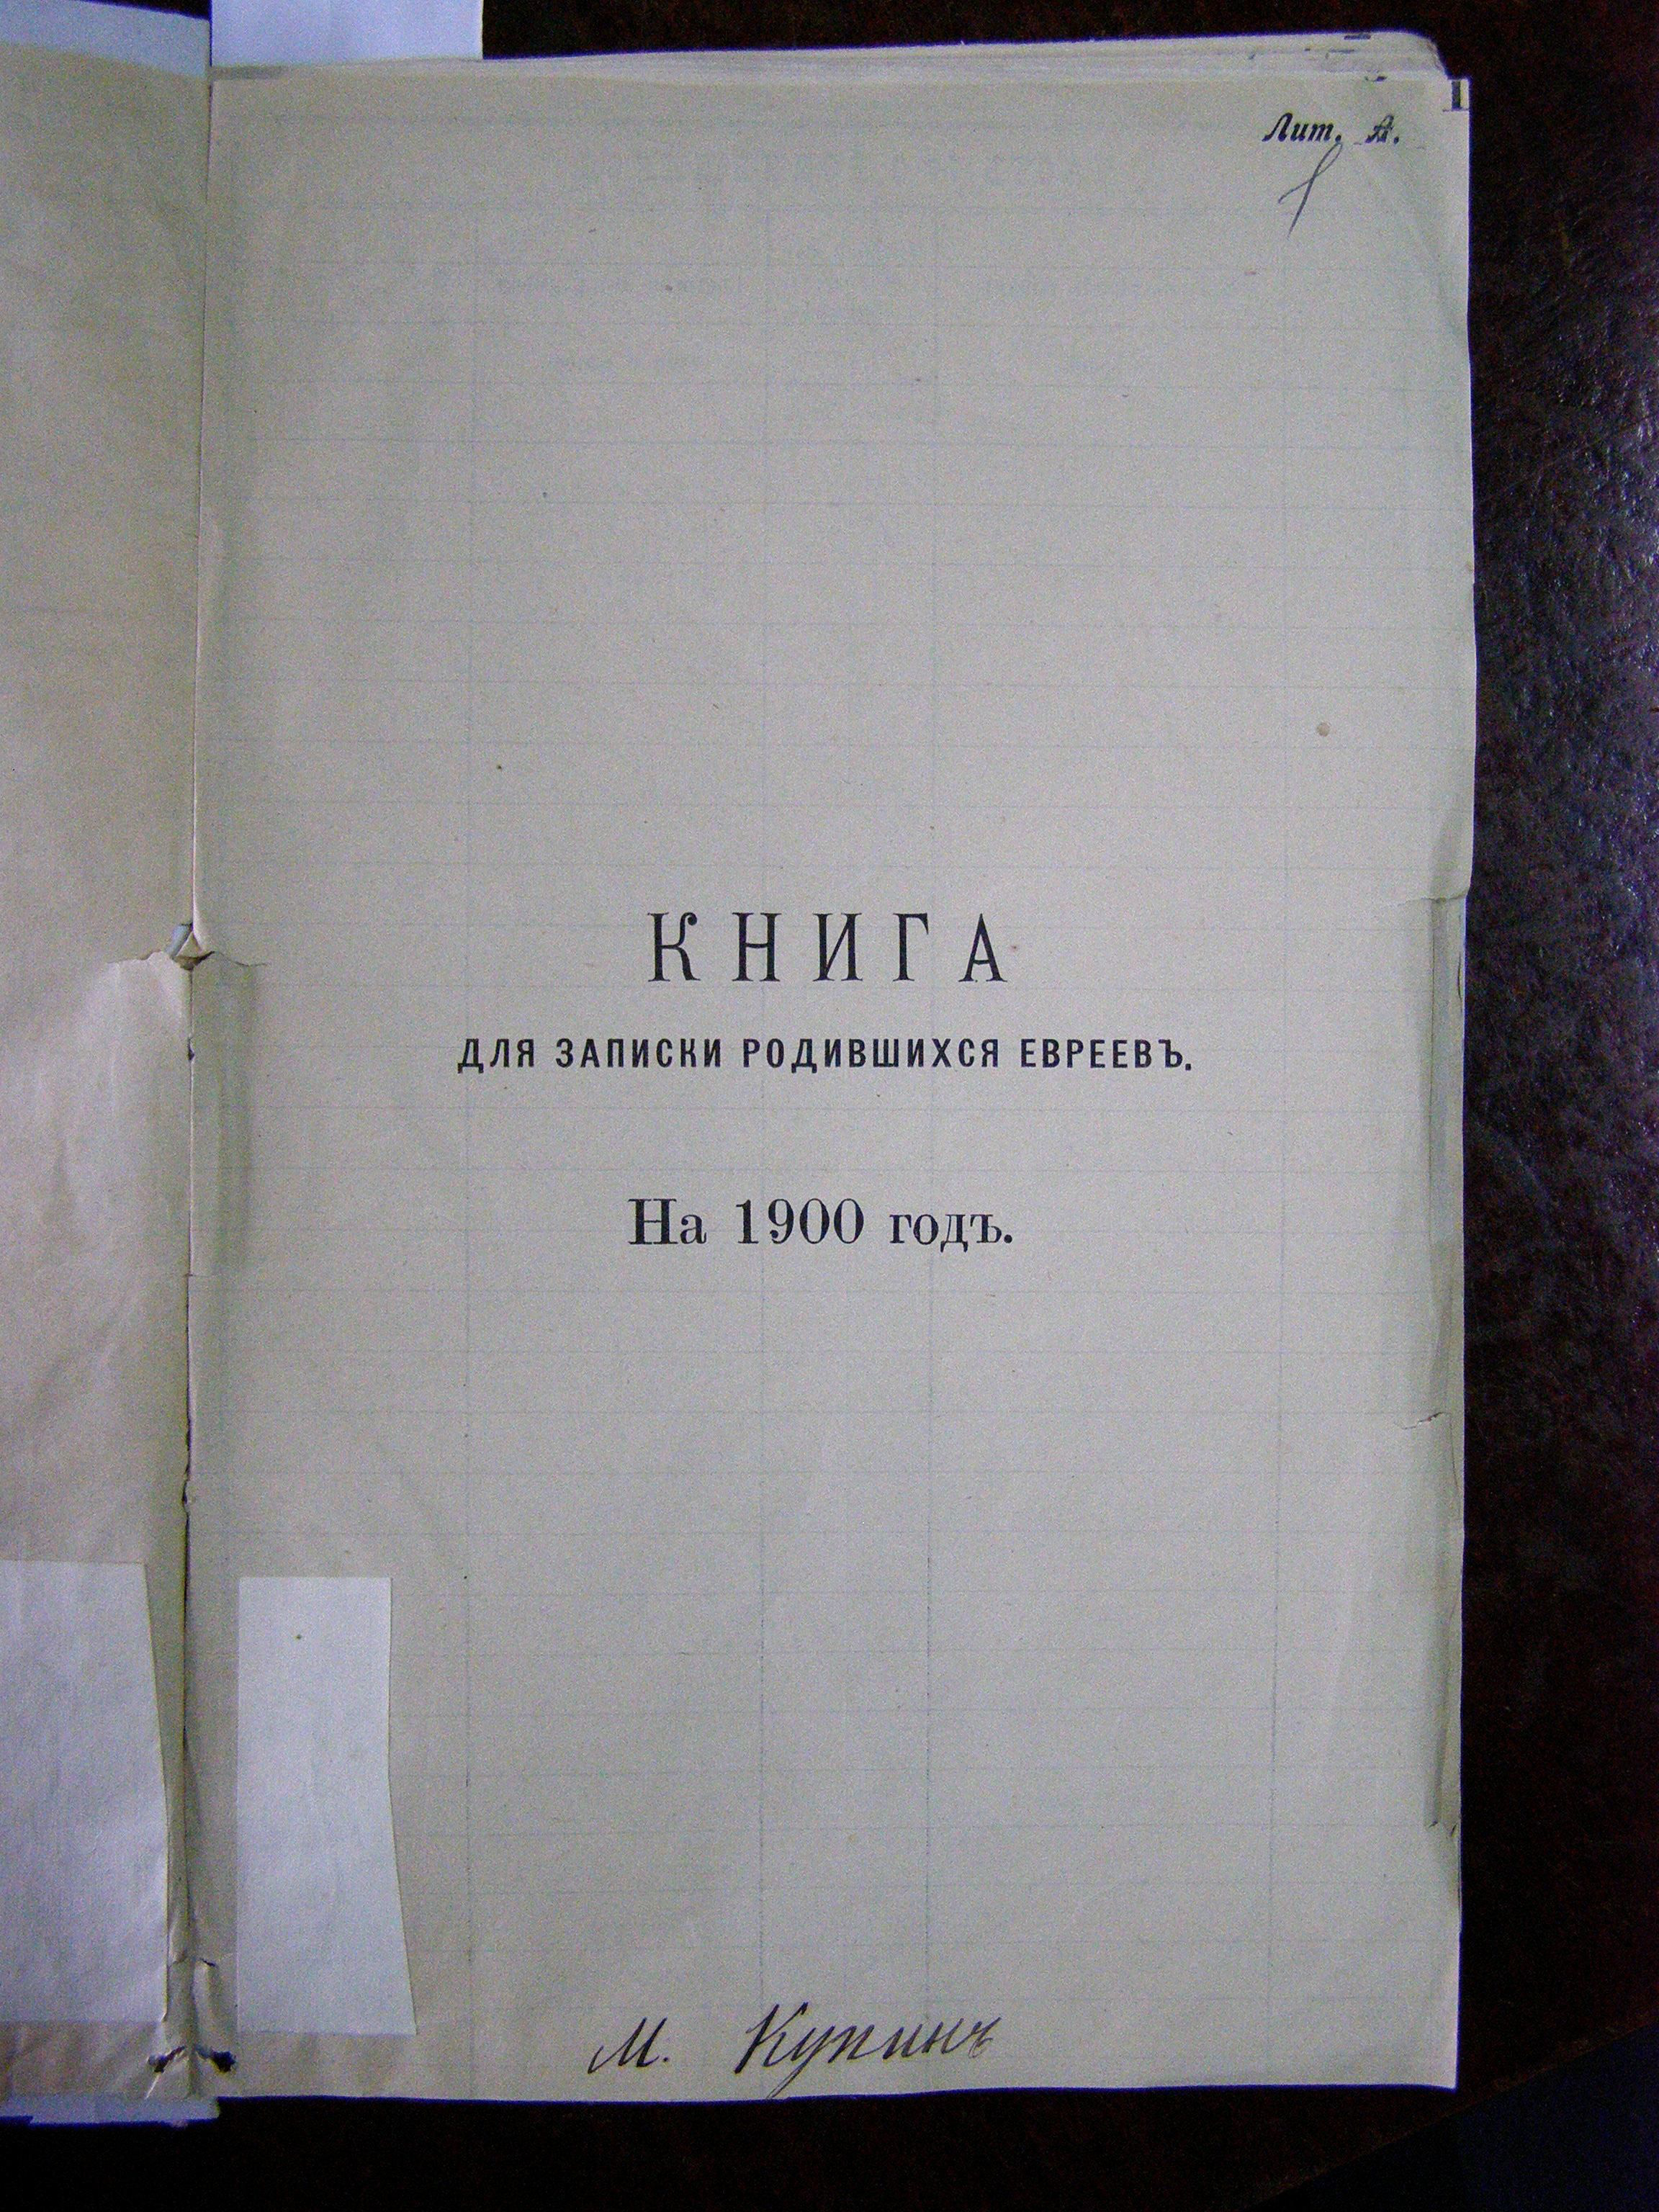 Лит. А.
1
КНИГА
ДЛЯ ЗАПИСКИ РОДИВШИХСЯ ЕВРЕЕВЪ.
На 1900 годъ.
м. Купинъ